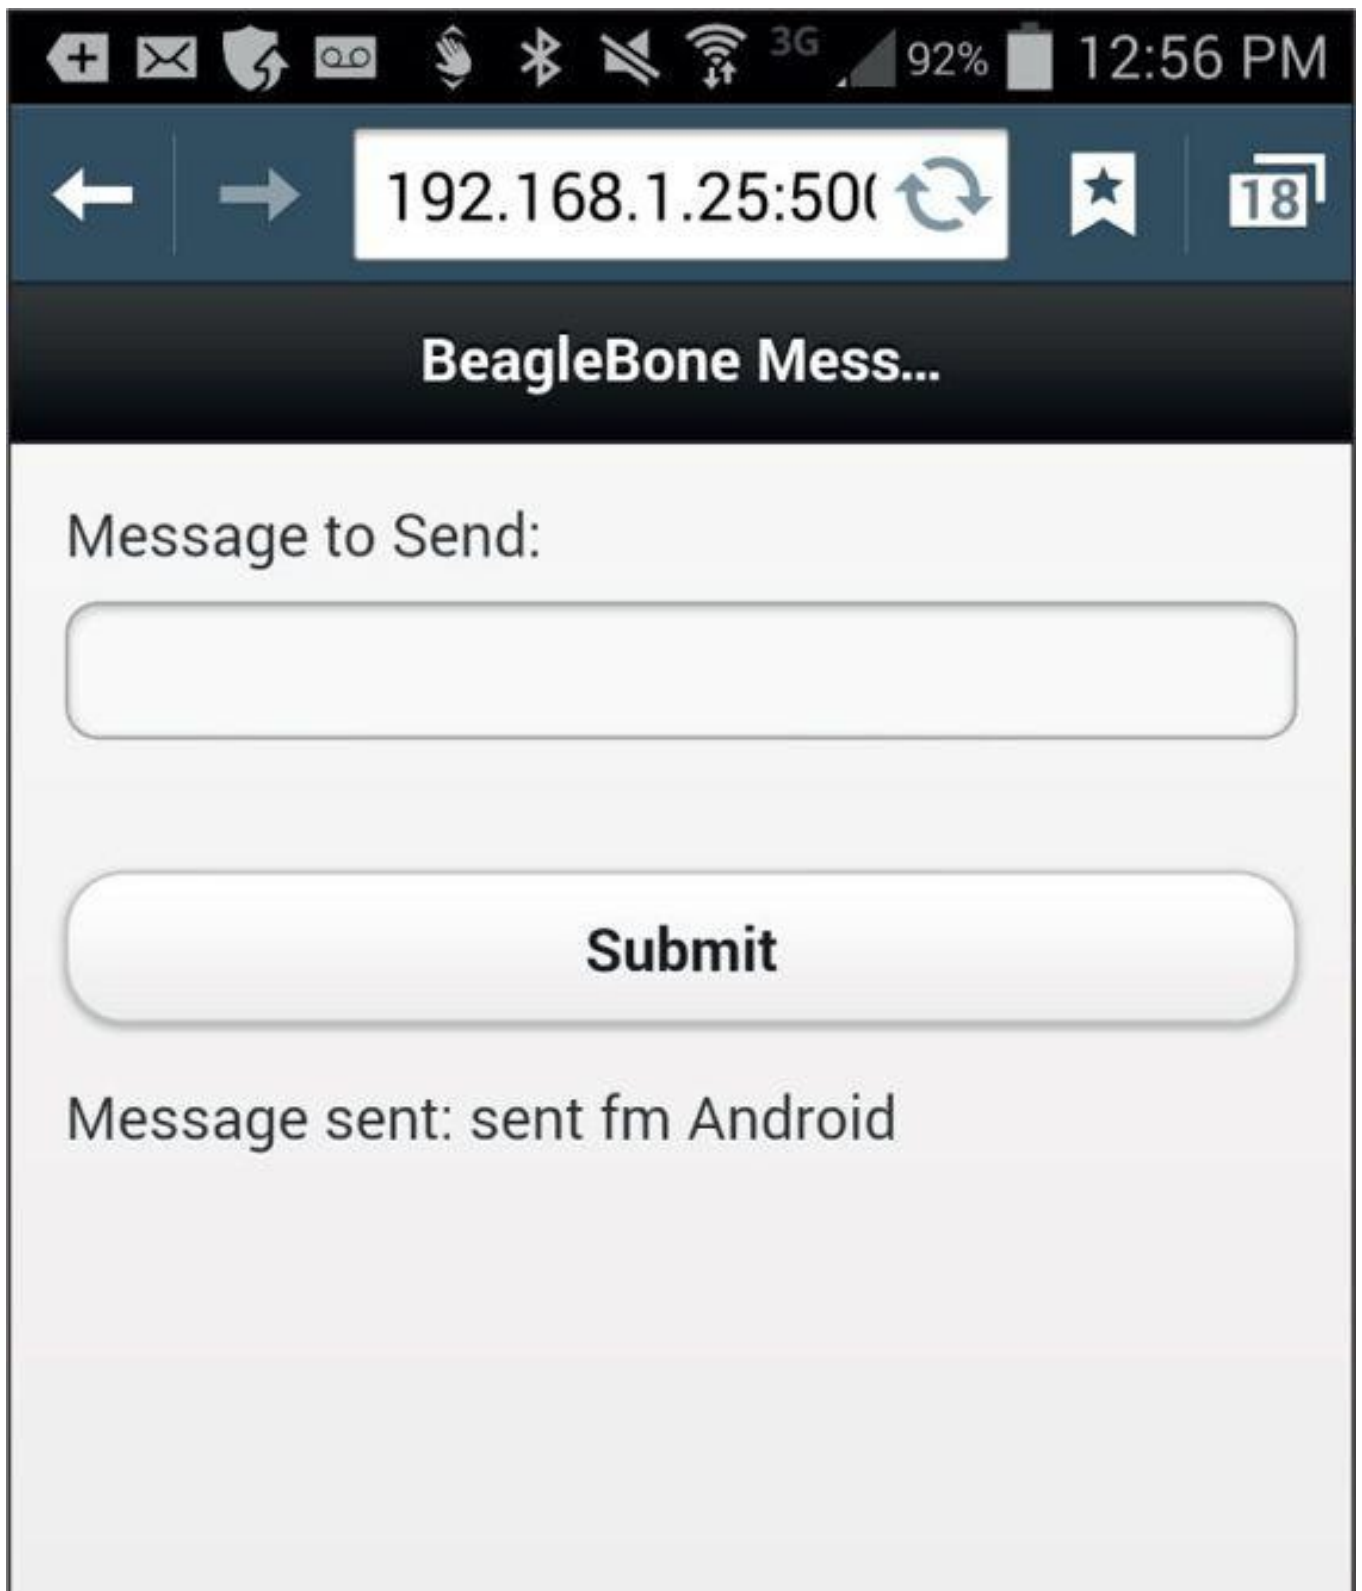 3G 92% 12:56 PM
192.168.1.25:50
18
BeagleBone Mess...
Message to Send:
Submit
Message sent: sent fm Android